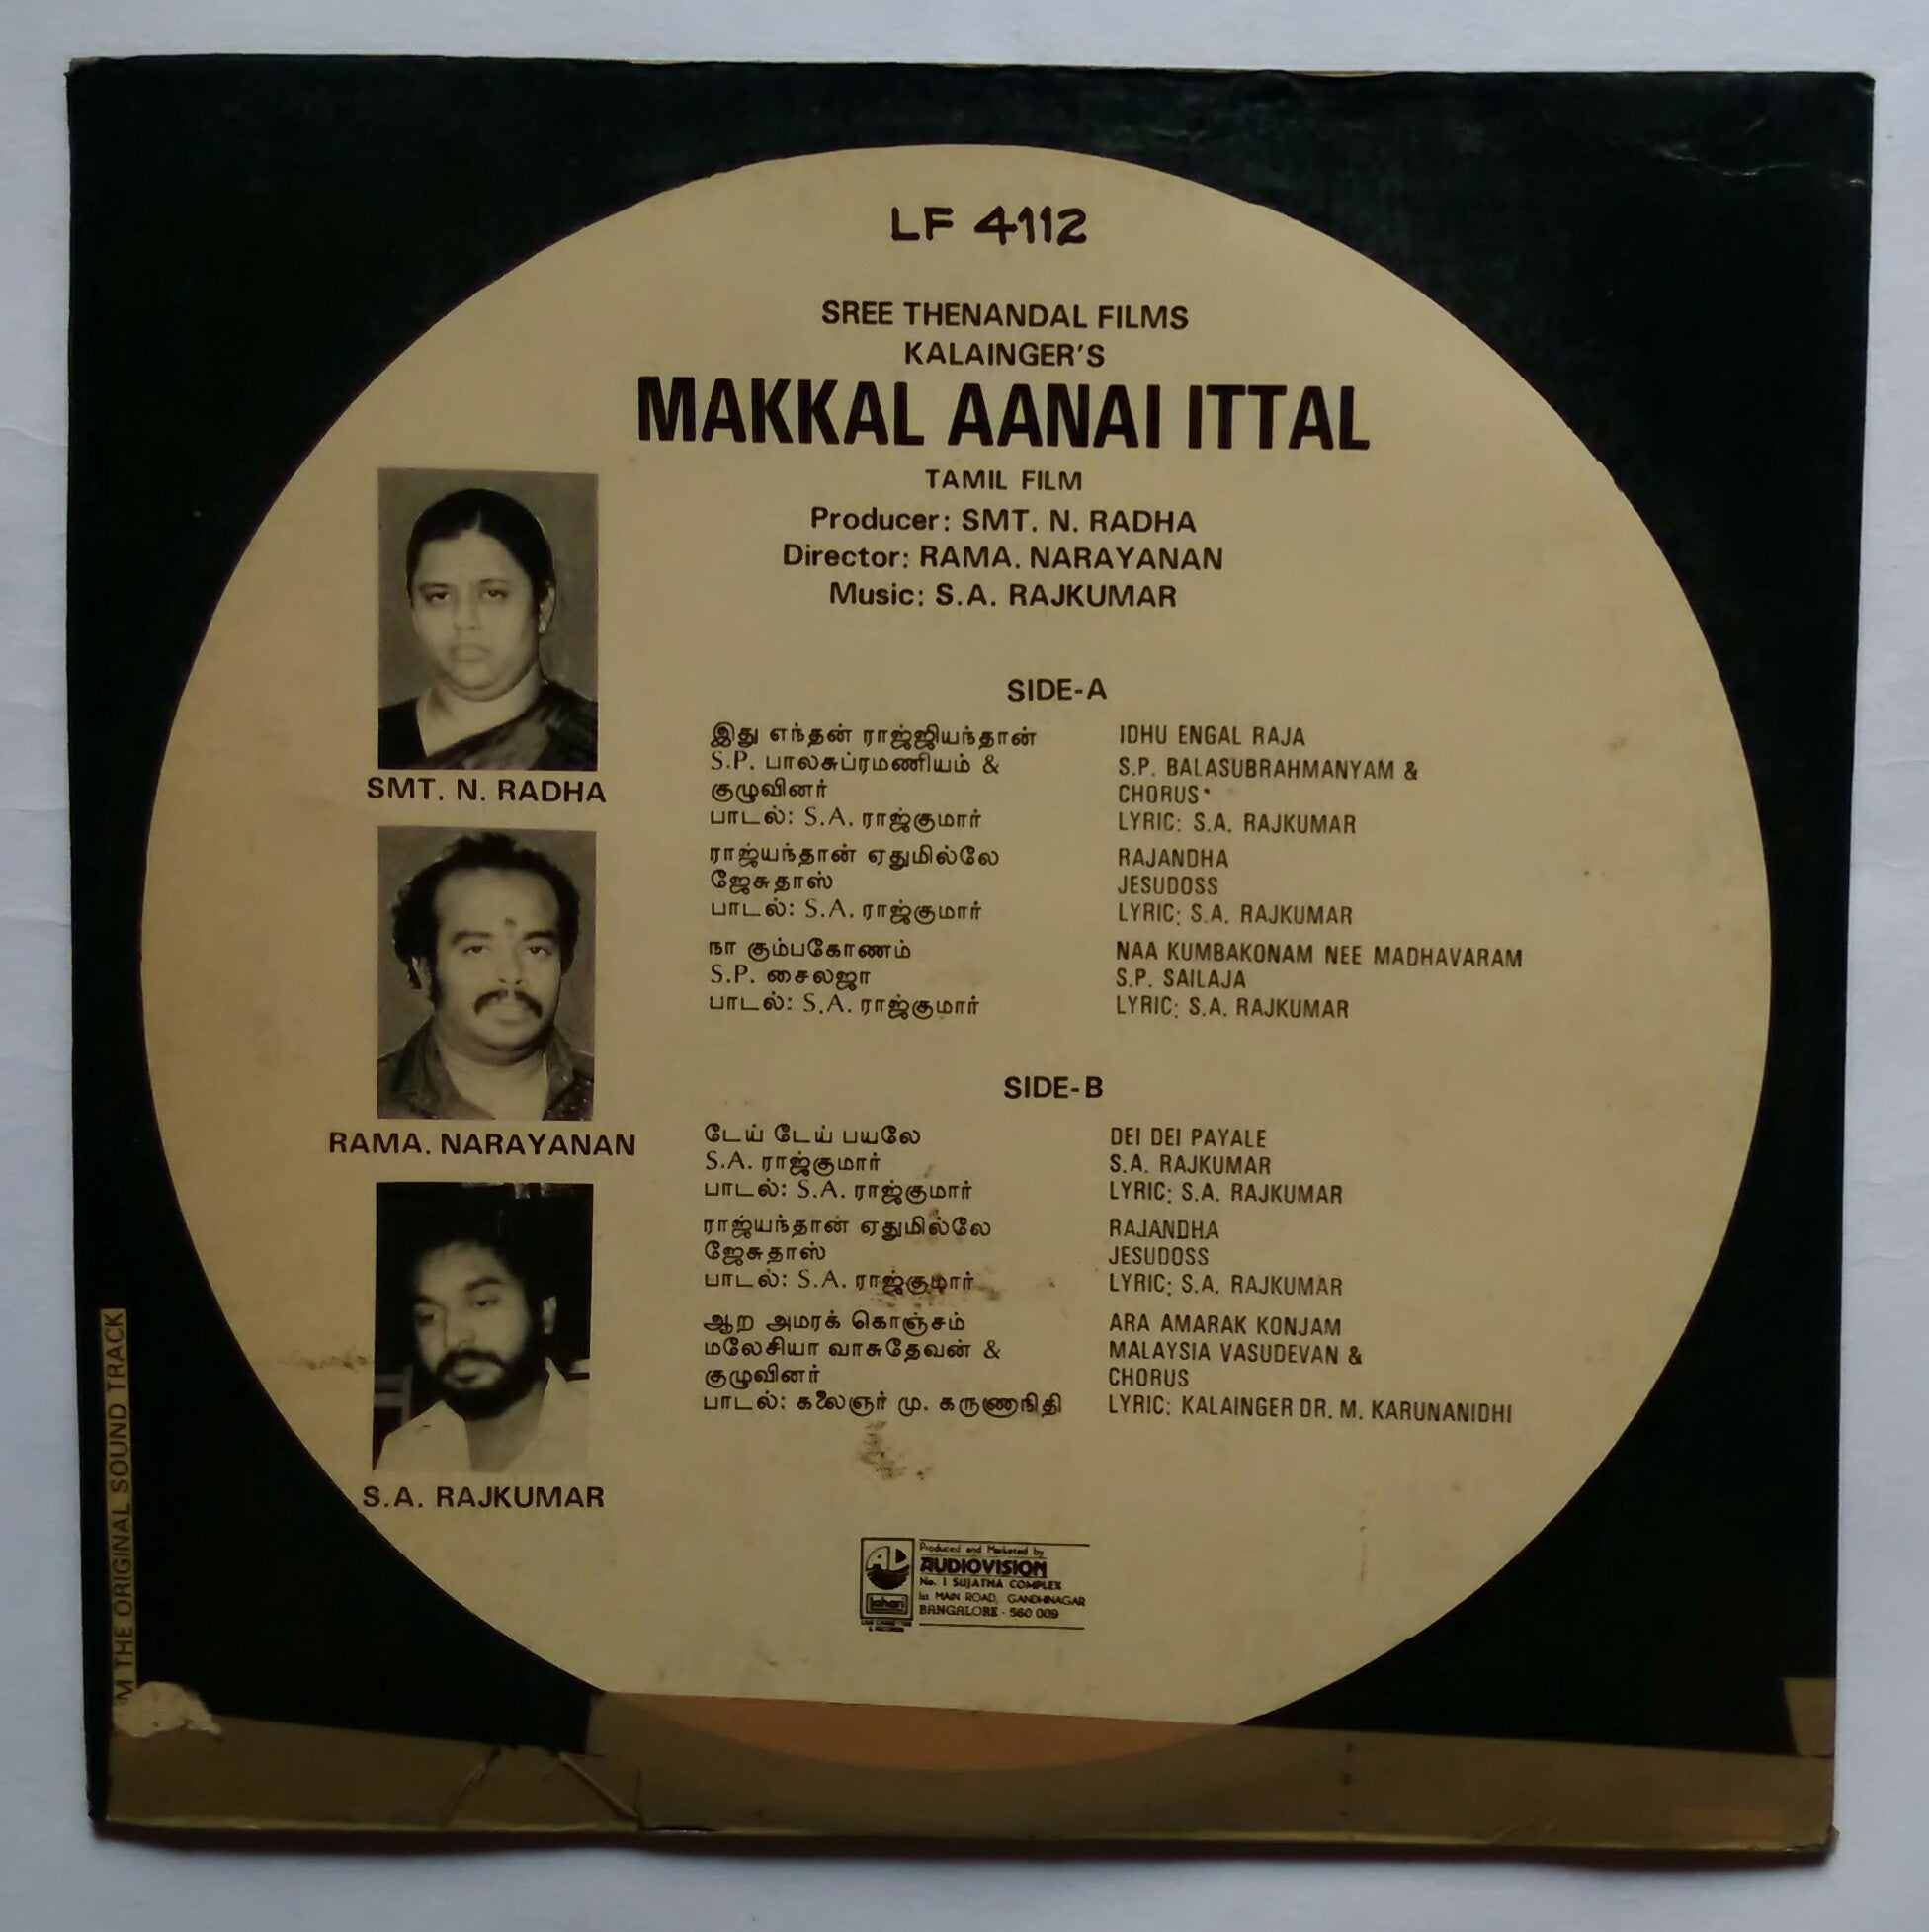 LF 4112
SREE THENANDAL FILMS
KALAINGER'S
MAKKAL AANAI ITTAL
TAMIL FILM
Producer: SMT. N. RADHA
Director: RAMA. NARAYANAN
Music: S.A. RAJKUMAR
SMT. N. RADHA
RAMA. NARAYANAN
S.A. RAJKUMAR
SIDE-A
இது எந்தன் ராஜ்ஜியந்தான்
S.P. பாலசுப்ரமணியம் &
குழுவினர்
பாடல்: S.A. ராஜ்குமார்
IDHU ENGAL RAJA
S.P. BALASUBRAHMANYAM &
CHORUS
LYRIC: S.A. RAJKUMAR
ராஜ்யந்தான் ஏதுமில்லே
ஜேசுதாஸ்
பாடல்: S.A. ராஜ்குமார்
RAJANDHA
JESUDOSS
LYRIC: S.A. RAJKUMAR
நா கும்பகோணம்
S.P. சைலஜா
பாடல்: S.A. ராஜ்குமார்
NAA KUMBAKONAM NEE MADHAVARAM
S.P. SAILAJA
LYRIC: S.A. RAJKUMAR
SIDE-B
டேய் டேய் பயலே
S.A. ராஜ்குமார்
பாடல்: S.A. ராஜ்குமார்
DEI DEI PAYALE
S.A. RAJKUMAR
LYRIC: S.A. RAJKUMAR
ராஜ்யந்தான் ஏதுமில்லே
ஜேசுதாஸ்
பாடல்: S.A. ராஜ்குமார்
RAJANDHA
JESUDOSS
LYRIC: S.A. RAJKUMAR
ஆற அமரக் கொஞ்சம்
மலேசியா வாசுதேவன் &
குழுவினர்
பாடல்: கலைஞர் மு. கருணாநிதி
ARA AMARAK KONJAM
MALAYSIA VASUDEVAN &
CHORUS
LYRIC: KALAINGER DR. M. KARUNANIDHI
Produced and Marketed by
AUDIOVISION
No. 1 SUJATHA COMPLEX
1st MAIN ROAD, GANDHINAGAR
BANGALORE - 560 009
lahari
M THE ORIGINAL SOUND TRACK